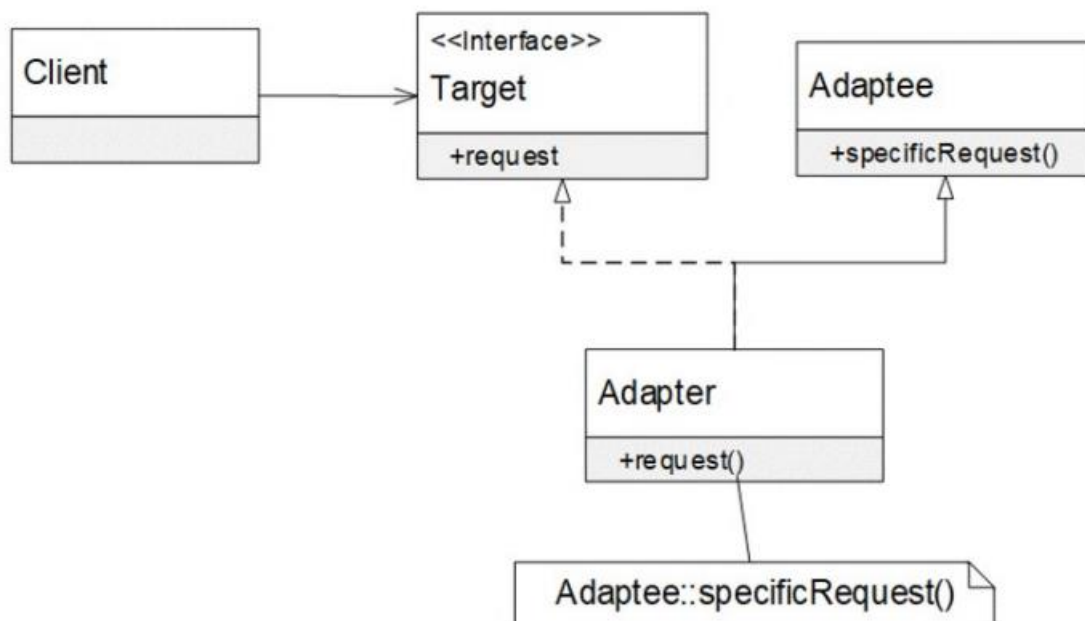 Client
<<Interface>>
Target
+request
Adaptee
+specificRequest()
Adapter
+request()
Adaptee::specificRequest()